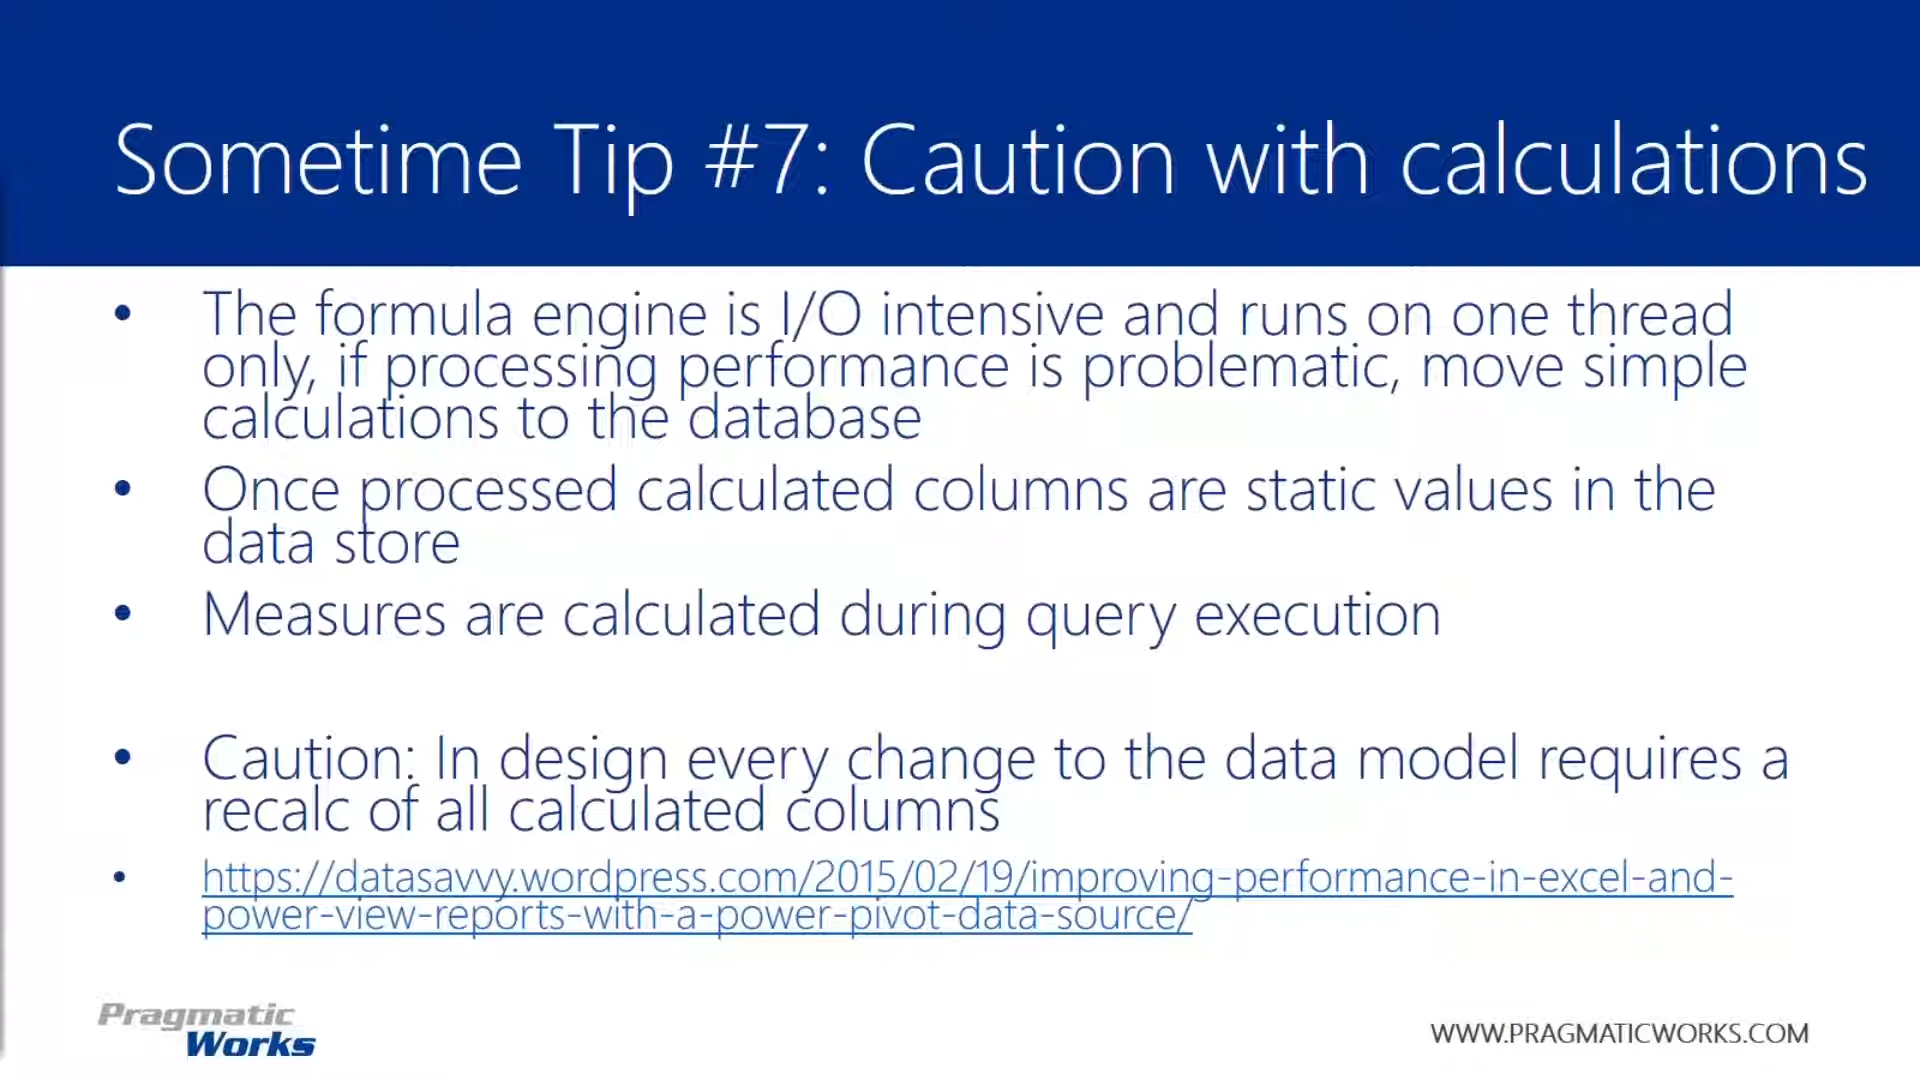 Sometime Tip #7: Caution with calculations
• The formula engine is I/O intensive and runs on one thread
only, if processing performance is problematic, move simple
calculations to the database
• Once processed calculated columns are static values in the
data store
• Measures are calculated during query execution
• Caution: In design every change to the data model requires a
recalc of all calculated columns
• https://datasavvy.wordpress.com/2015/02/19/improving-performance-in-excel-and-
power-view-reports-with-a-power-pivot-data-source/
Pragmatic
Works
WWW.PRAGMATICWORKS.COM